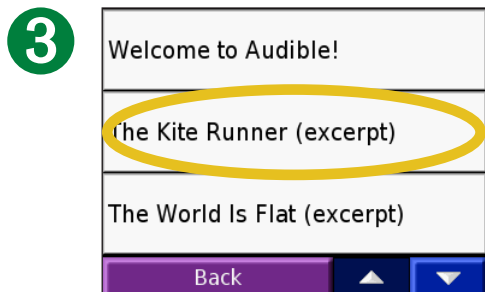 3
Welcome to Audible!
The Kite Runner (excerpt)
The World Is Flat (excerpt)
Back